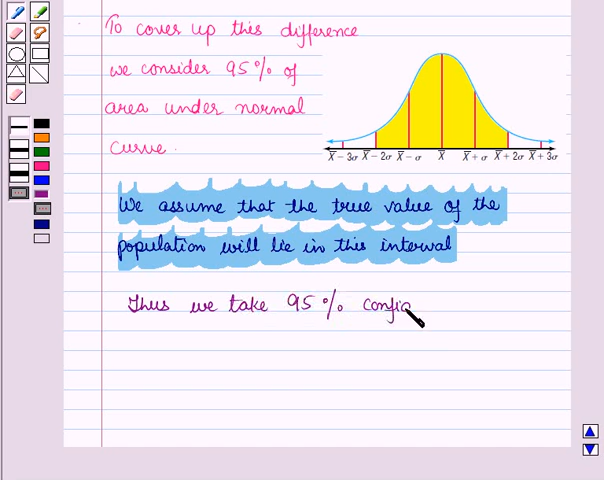 To cover up this difference
we consider 95% of
area under normal
curve.
X̄ - 3σ X̄ - 2σ X̄ - σ X̄ X̄ + σ X̄ + 2σ X̄ + 3σ
We assume that the true value of the
population will lie in this interval
Thus we take 95% confid